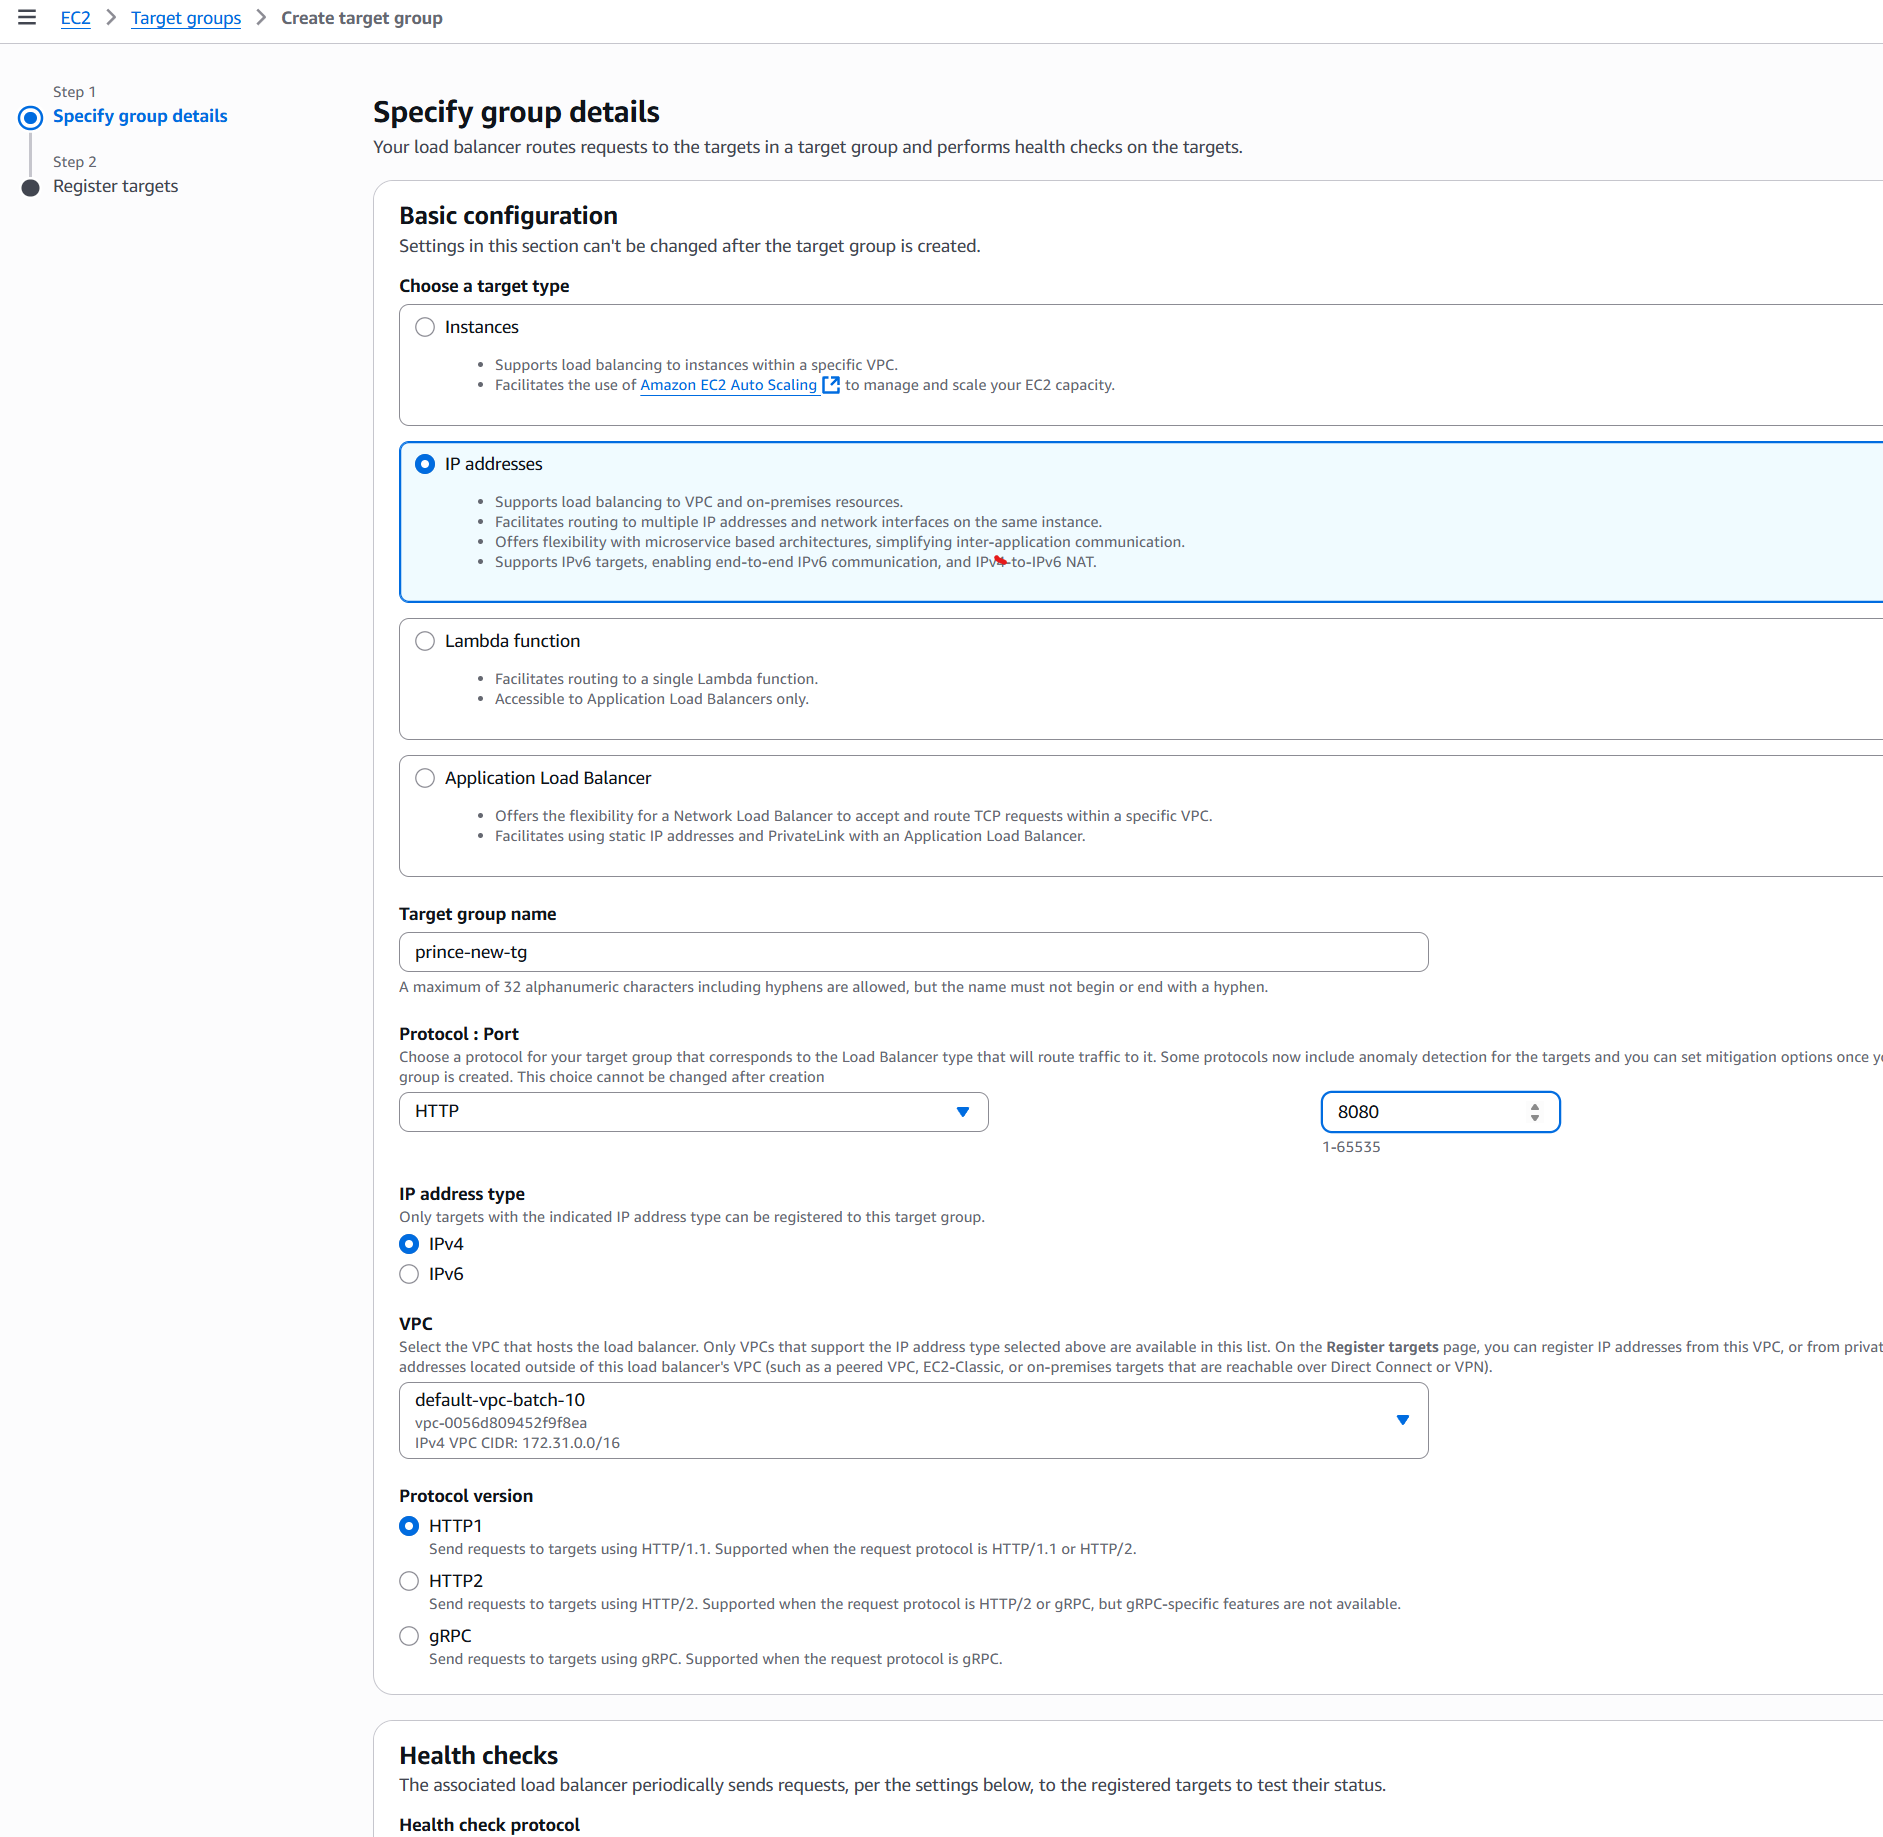 EC2 > Target groups > Create target group
Step 1
Specify group details
Step 2
Register targets
Specify group details
Your load balancer routes requests to the targets in a target group and performs health checks on the targets.
Basic configuration
Settings in this section can't be changed after the target group is created.
Choose a target type
Instances
• Supports load balancing to instances within a specific VPC.
• Facilitates the use of Amazon EC2 Auto Scaling to manage and scale your EC2 capacity.
IP addresses
• Supports load balancing to VPC and on-premises resources.
• Facilitates routing to multiple IP addresses and network interfaces on the same instance.
• Offers flexibility with microservice based architectures, simplifying inter-application communication.
• Supports IPv6 targets, enabling end-to-end IPv6 communication, and IPv4-to-IPv6 NAT.
Lambda function
• Facilitates routing to a single Lambda function.
• Accessible to Application Load Balancers only.
Application Load Balancer
• Offers the flexibility for a Network Load Balancer to accept and route TCP requests within a specific VPC.
• Facilitates using static IP addresses and PrivateLink with an Application Load Balancer.
Target group name
prince-new-tg
A maximum of 32 alphanumeric characters including hyphens are allowed, but the name must not begin or end with a hyphen.
Protocol : Port
Choose a protocol for your target group that corresponds to the Load Balancer type that will route traffic to it. Some protocols now include anomaly detection for the targets and you can set mitigation options once
group is created. This choice cannot be changed after creation
HTTP
8080
1-65535
IP address type
Only targets with the indicated IP address type can be registered to this target group.
IPv4
IPv6
VPC
Select the VPC that hosts the load balancer. Only VPCs that support the IP address type selected above are available in this list. On the Register targets page, you can register IP addresses from this VPC, or from privat
addresses located outside of this load balancer's VPC (such as a peered VPC, EC2-Classic, or on-premises targets that are reachable over Direct Connect or VPN).
default-vpc-batch-10
vpc-0056d809452f9f8ea
IPv4 VPC CIDR: 172.31.0.0/16
Protocol version
HTTP1
Send requests to targets using HTTP/1.1. Supported when the request protocol is HTTP/1.1 or HTTP/2.
HTTP2
Send requests to targets using HTTP/2. Supported when the request protocol is HTTP/2 or gRPC, but gRPC-specific features are not available.
gRPC
Send requests to targets using gRPC. Supported when the request protocol is gRPC.
Health checks
The associated load balancer periodically sends requests, per the settings below, to the registered targets to test their status.
Health check protocol